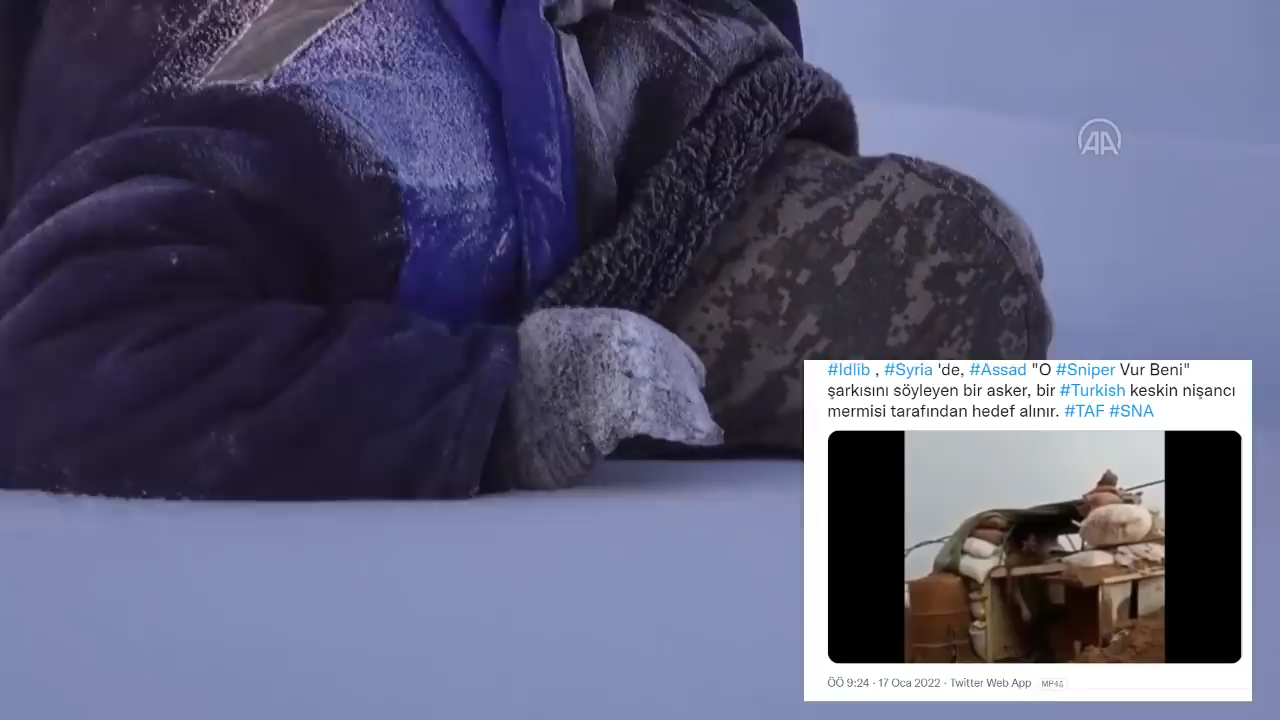 AA
#Idlib , #Syria 'de, #Assad "O #Sniper Vur Beni"
şarkısını söyleyen bir asker, bir #Turkish keskin nişancı
mermisi tarafından hedef alınır. #TAF #SNA
ÖÖ 9:24 · 17 Oca 2022 · Twitter Web App